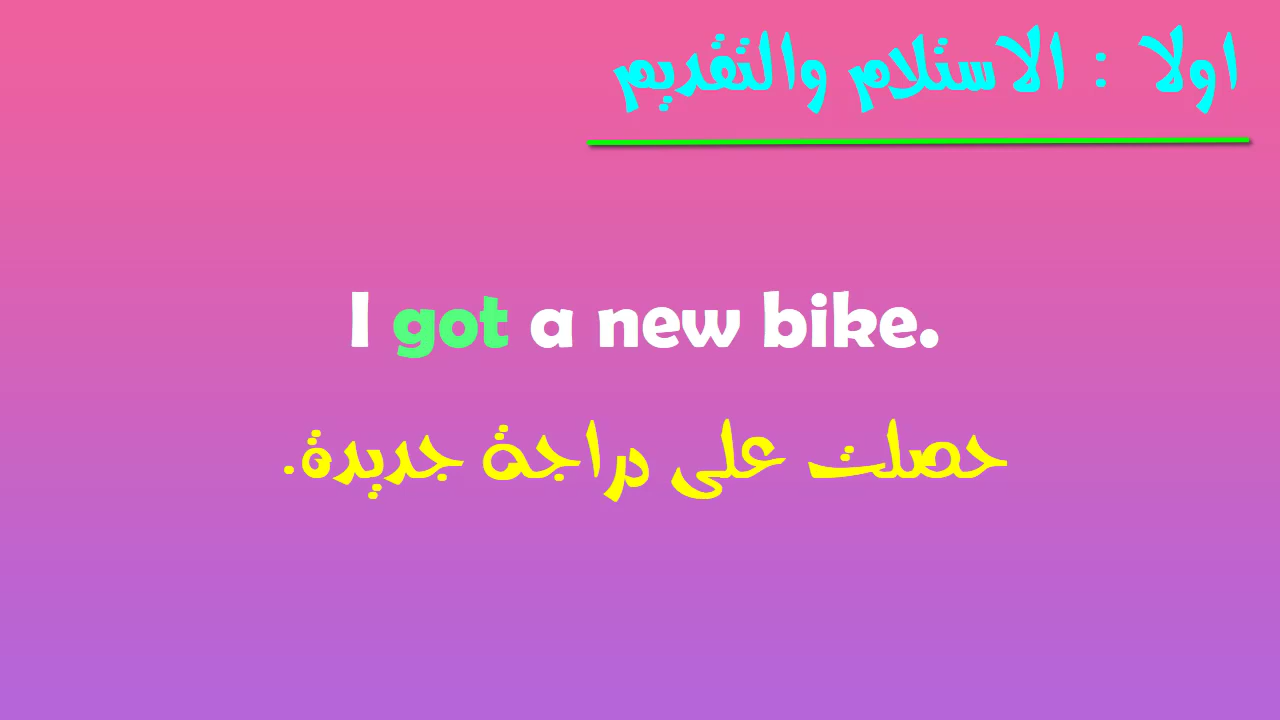 اولا : الاستلام والتقديم
I got a new bike.
حصلت على دراجة جديدة.